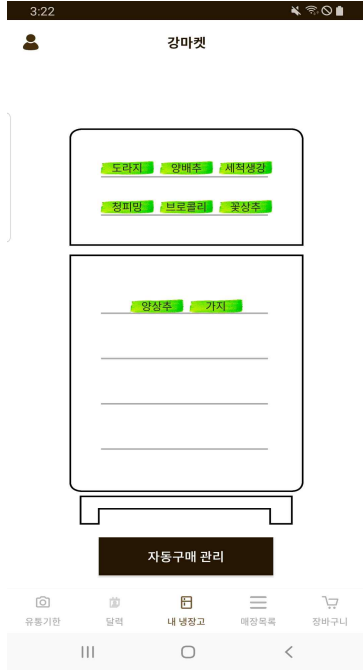 3:22
강마켓
도라지 양배추 세척생강
청피망 브로콜리 꽃상추
양상추 가지
자동구매 관리
유통기한 달력 내 냉장고 매장목록 장바구니